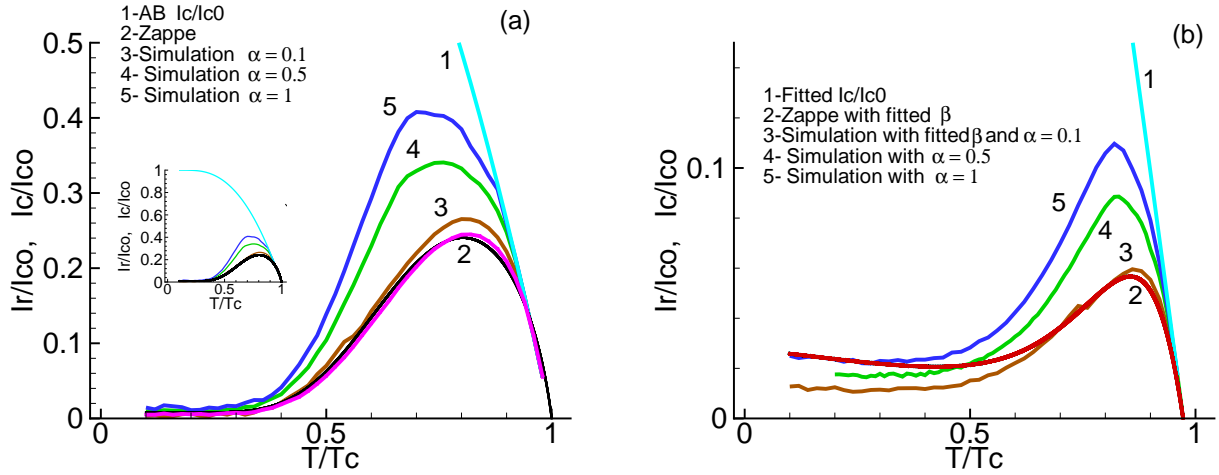 1-AB Ic/Ic0
2-Zappe
3-Simulation α = 0.1
4- Simulation α = 0.5
5- Simulation α = 1
(a)
Ir/Ico, Ic/Ico
0.5
0.4
0.3
0.2
0.1
0
0
0.5
1
T/Tc
1
5
4
3
2
Ir/Ico, Ic/Ico
1
0.8
0.6
0.4
0.2
0
0
0.5
1
T/Tc
(b)
1-Fitted Ic/Ic0
2-Zappe with fitted β
3-Simulation with fitted β and α = 0.1
4- Simulation with α = 0.5
5- Simulation with α = 1
Ir/Ico, Ic/Ico
0.1
0
0
0.5
1
T/Tc
1
5
4
3
2